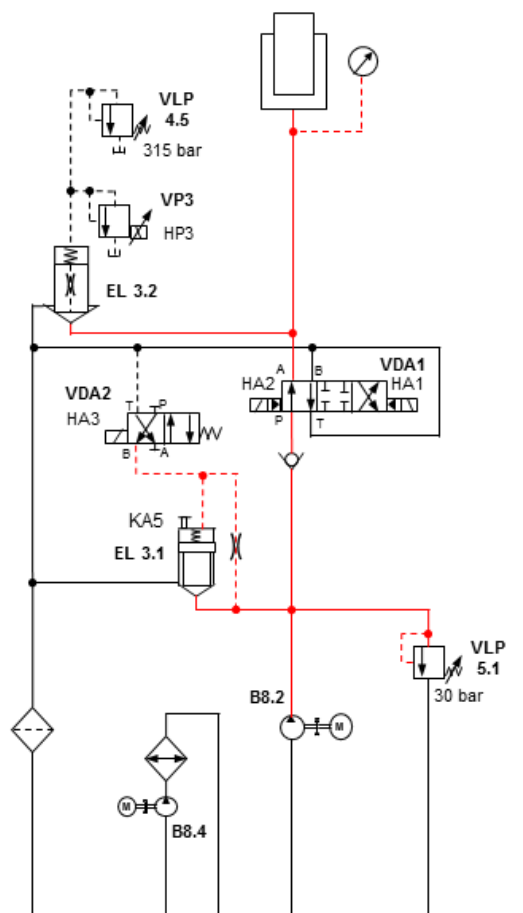 VLP
4.5
315 bar
VP3
HP3
EL 3.2
A B
VDA1
HA2 HA1
P T
VDA2
T P
HA3
B A
KA5
EL 3.1
VLP
5.1
30 bar
B8.2
M
M
B8.4